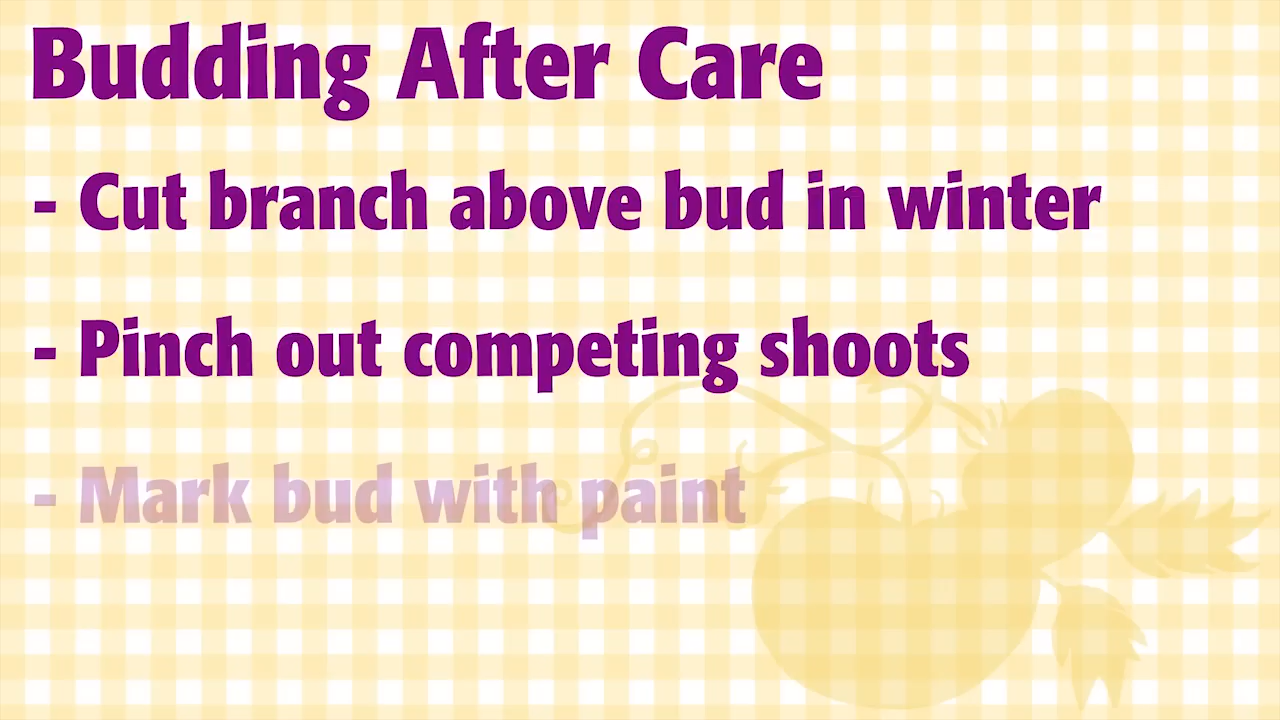 Budding After Care
- Cut branch above bud in winter
- Pinch out competing shoots
- Mark bud with paint